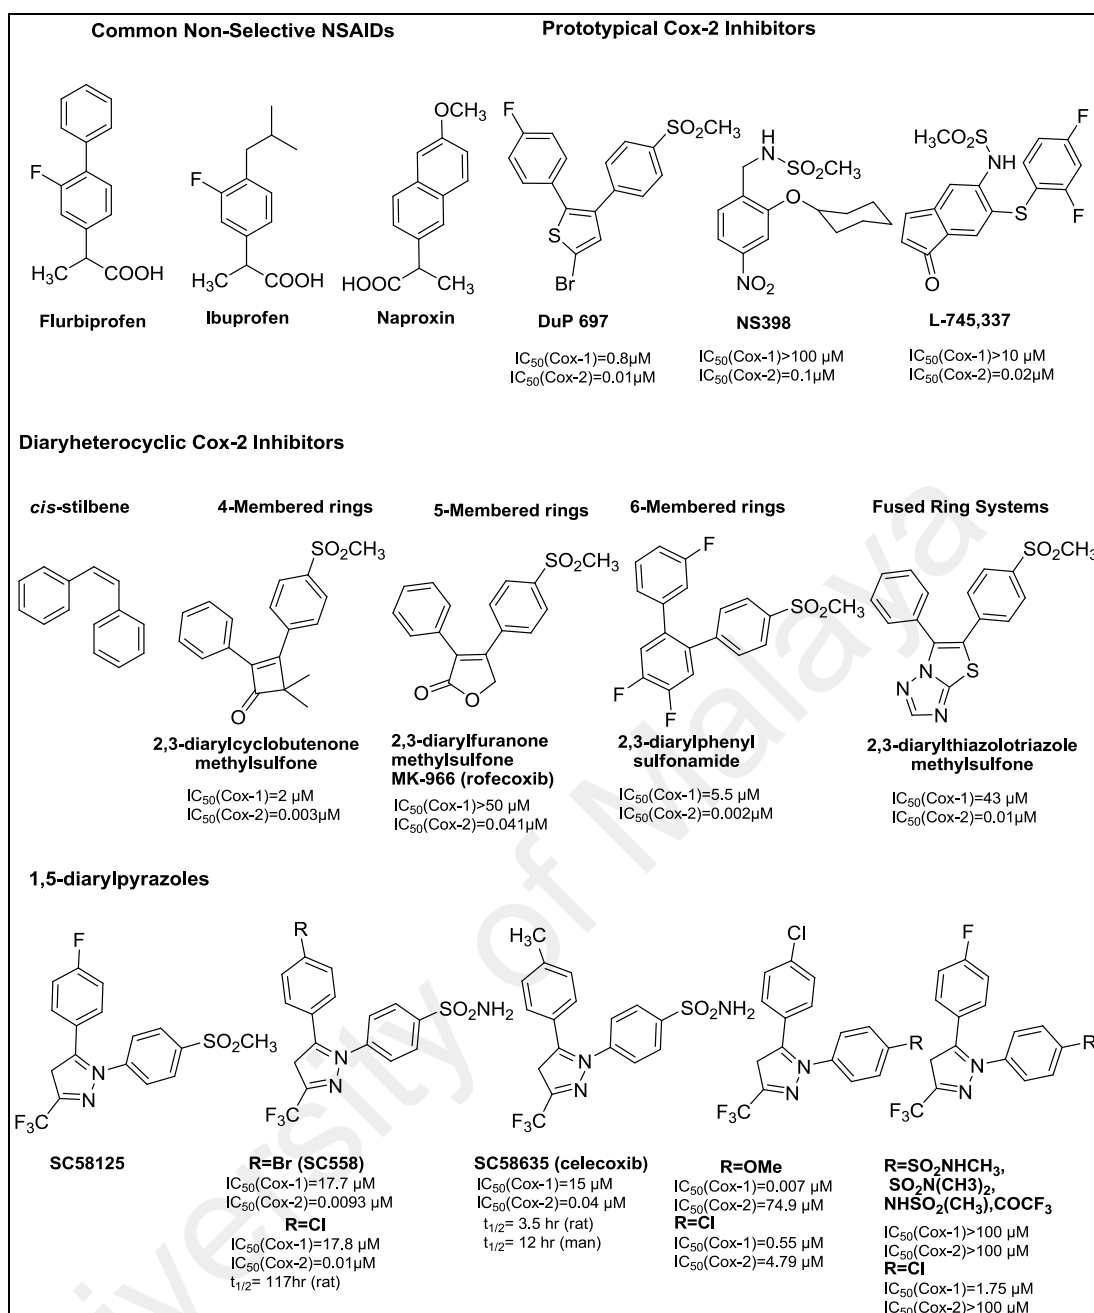 Common Non-Selective NSAIDs
Prototypical Cox-2 Inhibitors
F
H3C
COOH
Flurbiprofen
F
H3C
COOH
Ibuprofen
OCH3
HOOC
CH3
Naproxin
F
SO2CH3
S
Br
DuP 697
IC50(Cox-1)=0.8µM
IC50(Cox-2)=0.01µM
HN
SO2CH3
O
NO2
NS398
IC50(Cox-1)>100 µM
IC50(Cox-2)=0.1µM
H3CO2S
NH
F
S
F
O
L-745,337
IC50(Cox-1)>10 µM
IC50(Cox-2)=0.02µM
Diaryheterocyclic Cox-2 Inhibitors
cis-stilbene
4-Membered rings
SO2CH3
O
2,3-diarylcyclobutenone
methylsulfone
IC50(Cox-1)=2 µM
IC50(Cox-2)=0.003µM
5-Membered rings
SO2CH3
O
O
2,3-diarylfuranone
methylsulfone
MK-966 (rofecoxib)
IC50(Cox-1)>50 µM
IC50(Cox-2)=0.041µM
6-Membered rings
F
SO2CH3
F
F
2,3-diarylphenyl
sulfonamide
IC50(Cox-1)=5.5 µM
IC50(Cox-2)=0.002µM
Fused Ring Systems
SO2CH3
N
S
N
N
2,3-diarylthiazolotriazole
methylsulfone
IC50(Cox-1)=43 µM
IC50(Cox-2)=0.01µM
1,5-diarylpyrazoles
F
SO2CH3
N
N
F3C
SC58125
R
SO2NH2
N
N
F3C
R=Br (SC558)
IC50(Cox-1)=17.7 µM
IC50(Cox-2)=0.0093 µM
R=Cl
IC50(Cox-1)=17.8 µM
IC50(Cox-2)=0.01µM
t1/2= 117hr (rat)
H3C
SO2NH2
N
N
F3C
SC58635 (celecoxib)
IC50(Cox-1)=15 µM
IC50(Cox-2)=0.04 µM
t1/2= 3.5 hr (rat)
t1/2= 12 hr (man)
Cl
R
N
N
F3C
R=OMe
IC50(Cox-1)=0.007 µM
IC50(Cox-2)=74.9 µM
R=Cl
IC50(Cox-1)=0.55 µM
IC50(Cox-2)=4.79 µM
F
R
N
N
F3C
R=SO2NHCH3,
SO2N(CH3)2,
NHSO2(CH3),COCF3
IC50(Cox-1)>100 µM
IC50(Cox-2)>100 µM
R=Cl
IC50(Cox-1)=1.75 µM
IC50(Cox-2)>100 µM
versity of Malaya